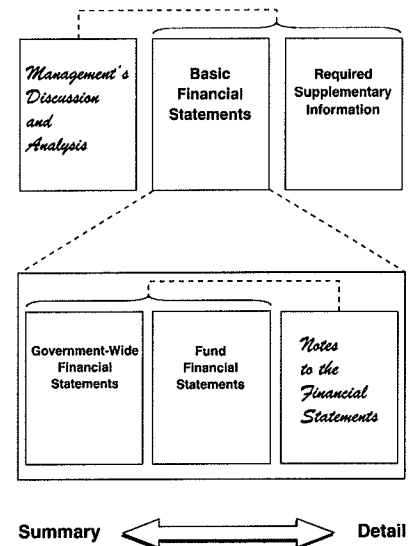 Management's
Discussion
and
Analysis
Basic
Financial
Statements
Required
Supplementary
Information
Government-Wide
Financial
Statements
Fund
Financial
Statements
Notes
to the
Financial
Statements
Summary
Detail